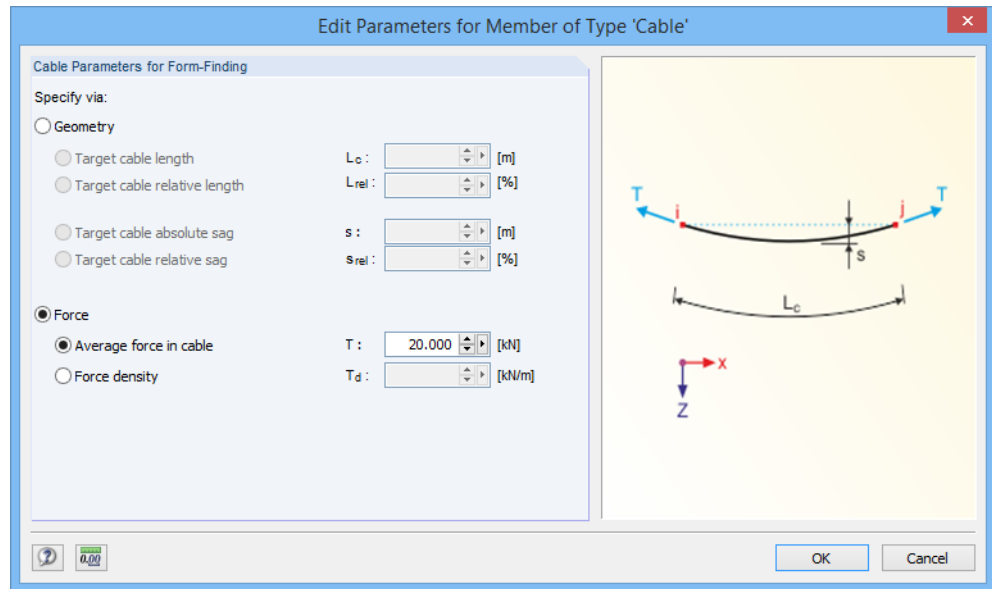 Edit Parameters for Member of Type 'Cable'
Cable Parameters for Form-Finding
Specify via:
Geometry
Target cable length Lc : [m]
Target cable relative length Lrel : [%]
Target cable absolute sag s : [m]
Target cable relative sag srel : [%]
Force
Average force in cable T : 20.000 [kN]
Force density Td : [kN/m]
T i j T
s
Lc
X
Z
0.00 OK Cancel